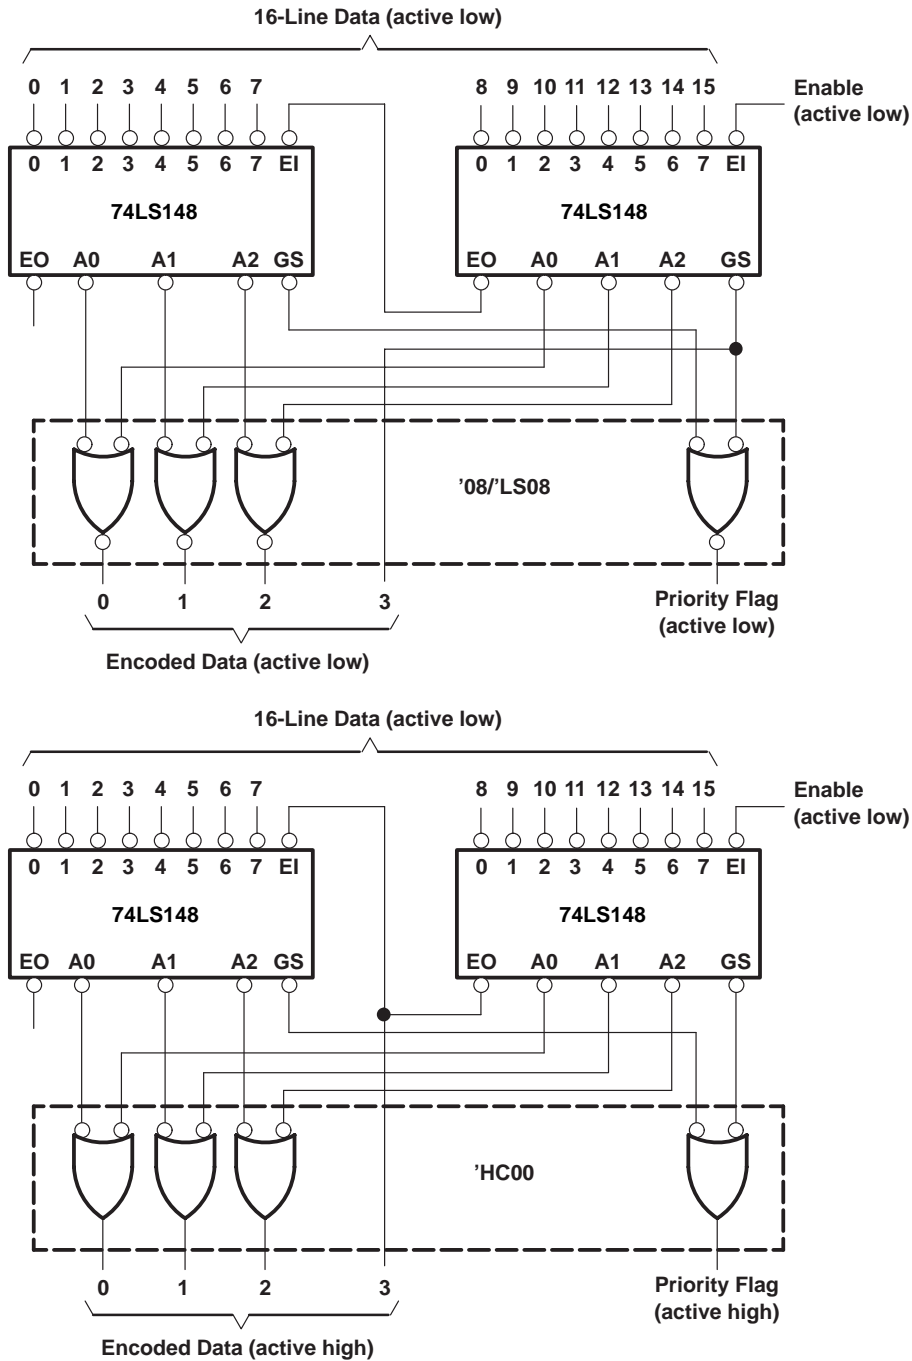 16-Line Data (active low)
0 1 2 3 4 5 6 7 8 9 10 11 12 13 14 15 Enable
(active low)
0 1 2 3 4 5 6 7 EI 0 1 2 3 4 5 6 7 EI
74LS148 74LS148
EO A0 A1 A2 GS EO A0 A1 A2 GS
’08/’LS08
0 1 2 3 Priority Flag
(active low)
Encoded Data (active low)
16-Line Data (active low)
0 1 2 3 4 5 6 7 8 9 10 11 12 13 14 15 Enable
(active low)
0 1 2 3 4 5 6 7 EI 0 1 2 3 4 5 6 7 EI
74LS148 74LS148
EO A0 A1 A2 GS EO A0 A1 A2 GS
’HC00
0 1 2 3 Priority Flag
(active high)
Encoded Data (active high)